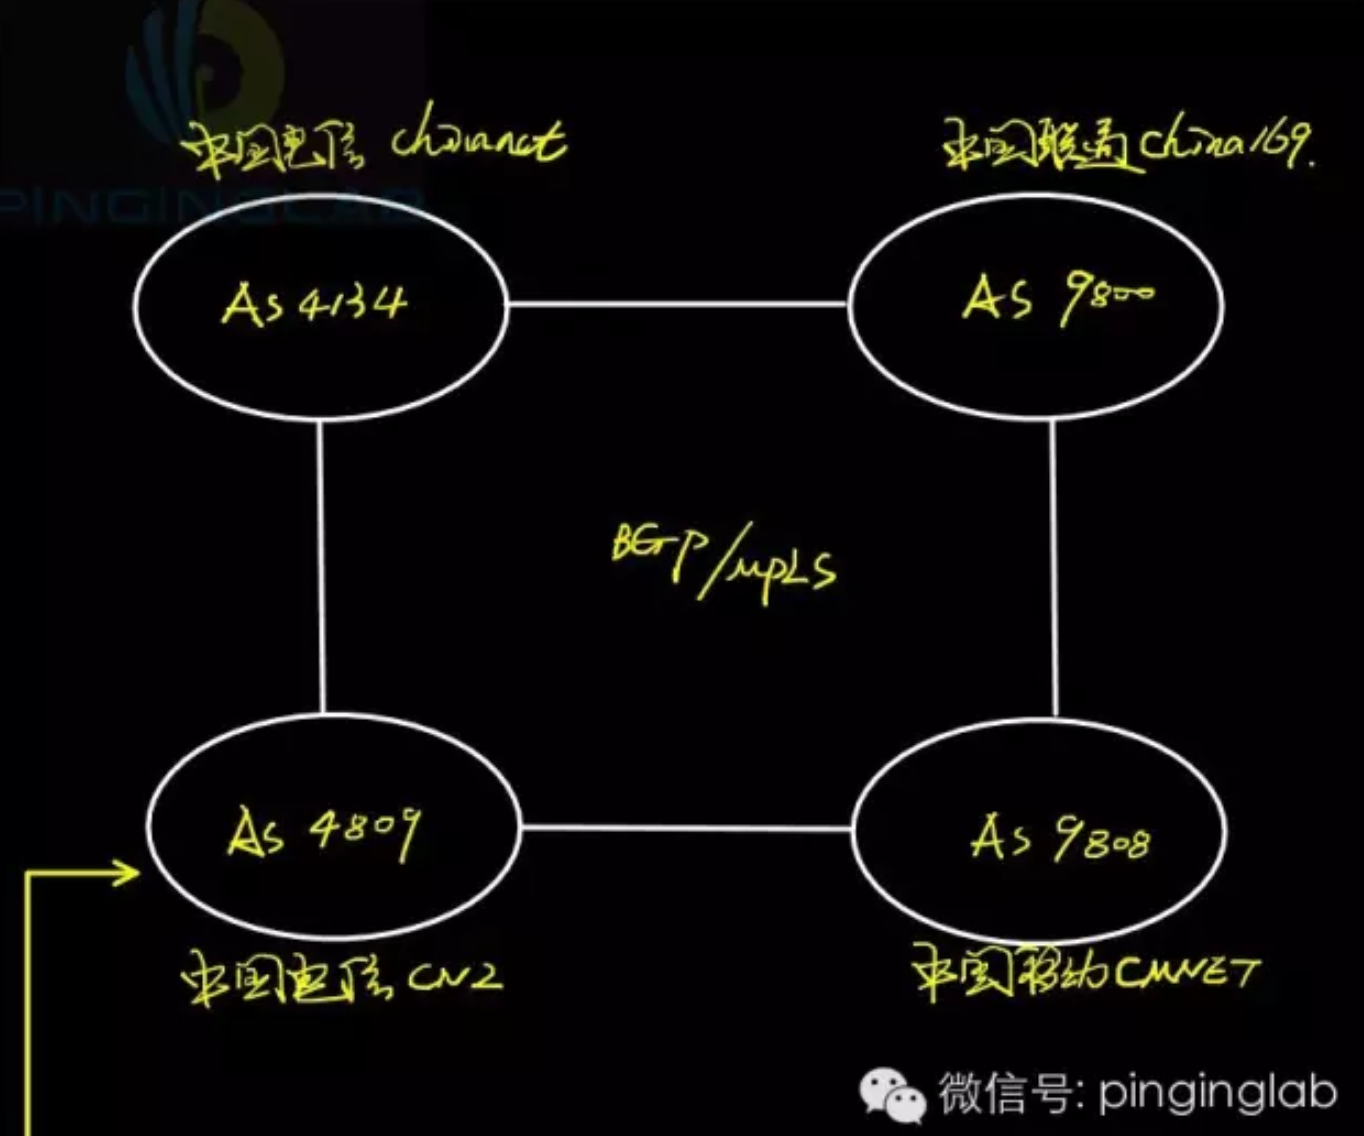 中国电信 chinanet
中国联通 china169.
PINGINGLAB
AS 4134
AS 9800
BGP/MPLS
AS 4809
AS 9808
中国电信 CN2
中国移动 CMNET
微信号: pinginglab